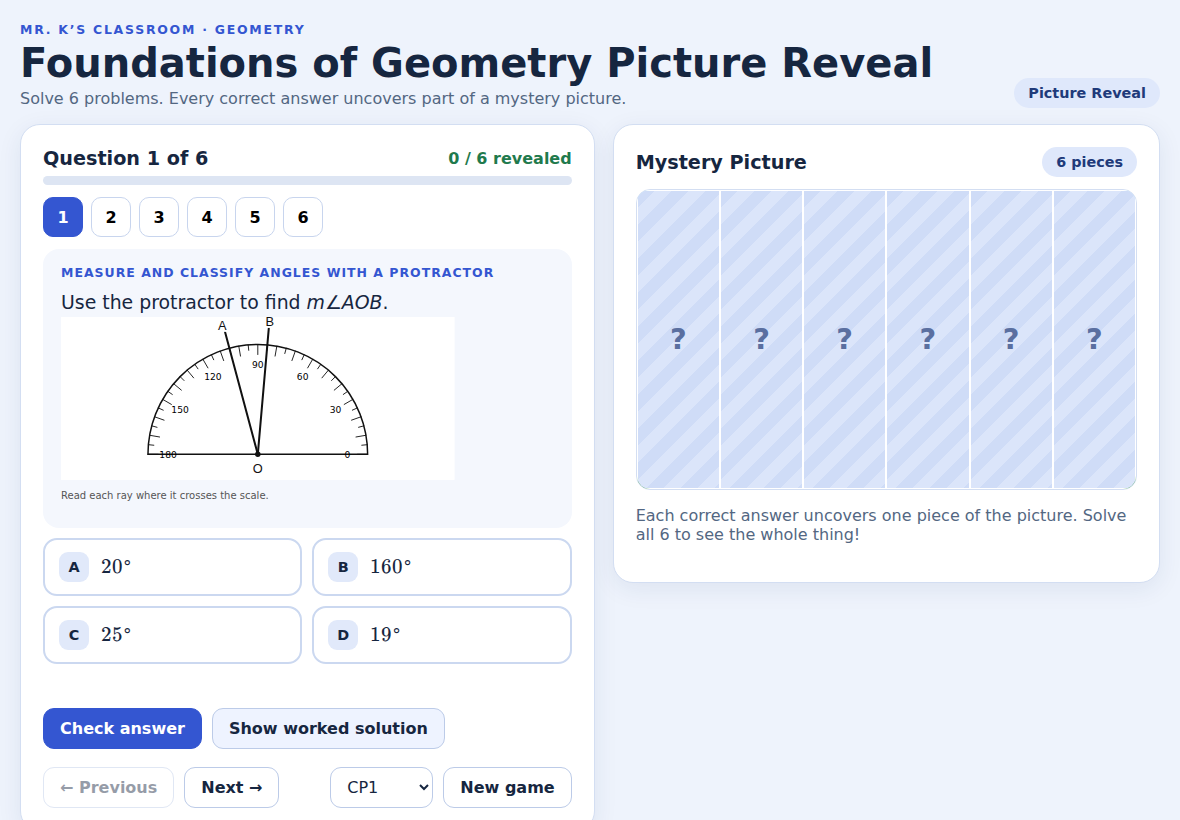 MR. K’S CLASSROOM · GEOMETRY
Foundations of Geometry Picture Reveal
Solve 6 problems. Every correct answer uncovers part of a mystery picture.
Picture Reveal
Question 1 of 6
0 / 6 revealed
1 2 3 4 5 6
MEASURE AND CLASSIFY ANGLES WITH A PROTRACTOR
Use the protractor to find m∠AOB.
A B
90
120 60
150 30
180 0
O
Read each ray where it crosses the scale.
A 20°
B 160°
C 25°
D 19°
Check answer
Show worked solution
← Previous
Next →
CP1
New game
Mystery Picture
6 pieces
? ? ? ? ? ?
Each correct answer uncovers one piece of the picture. Solve
all 6 to see the whole thing!